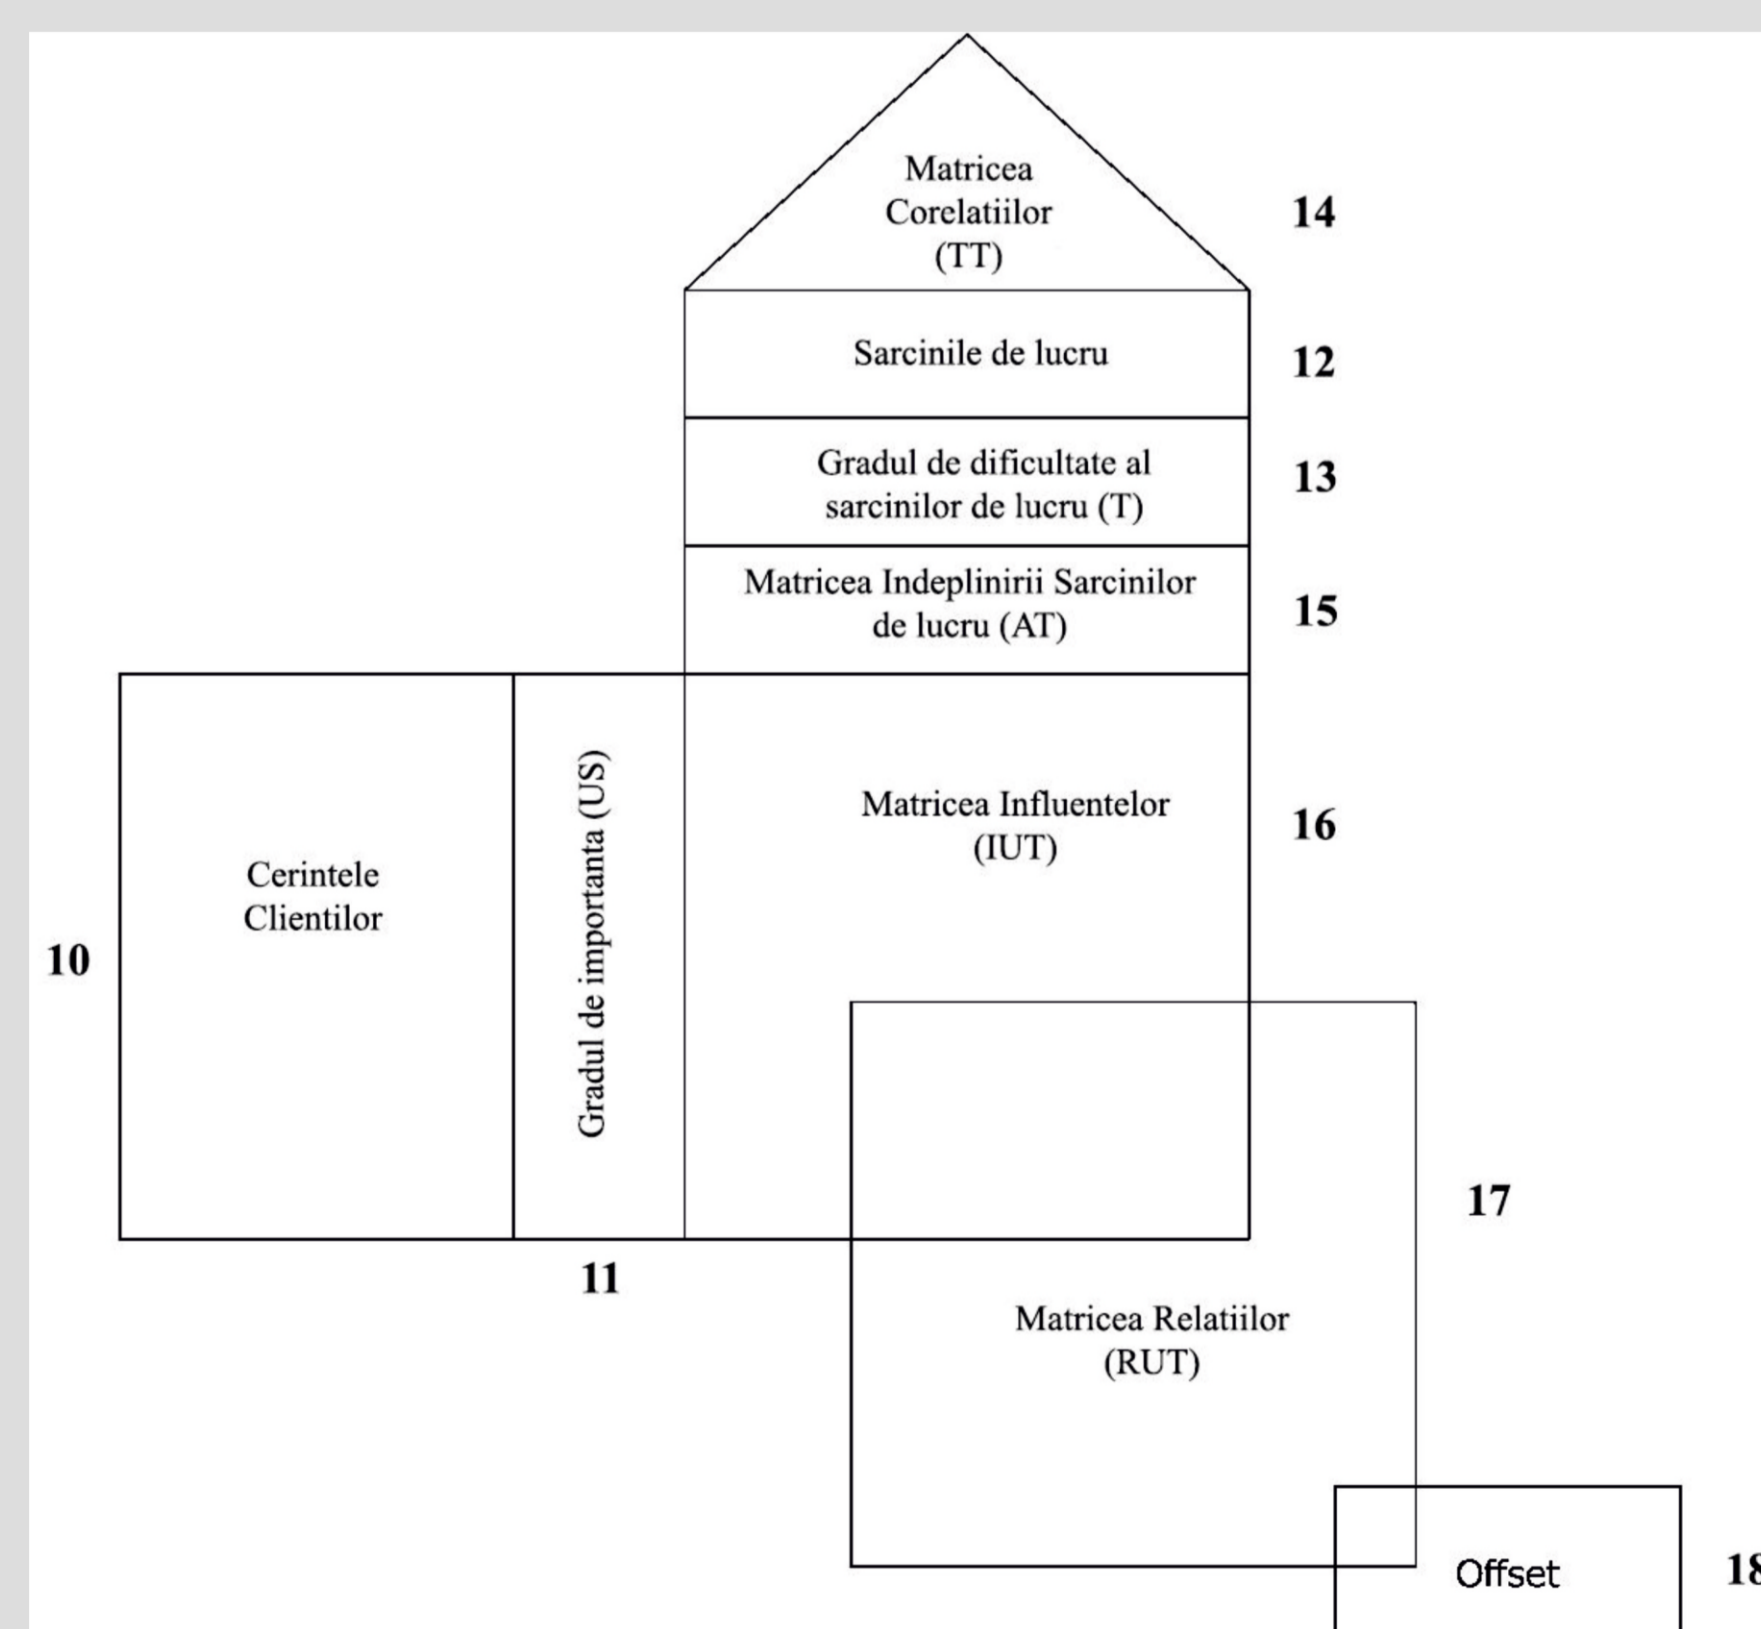 Matricea
Corelatiilor
(TT)
14
Sarcinile de lucru
12
Gradul de dificultate al
sarcinilor de lucru (T)
13
Matricea Indeplinirii Sarcinilor
de lucru (AT)
15
Cerintele
Clientilor
10
Gradul de importanta (US)
11
Matricea Influentelor
(IUT)
16
Matricea Relatiilor
(RUT)
17
Offset
18